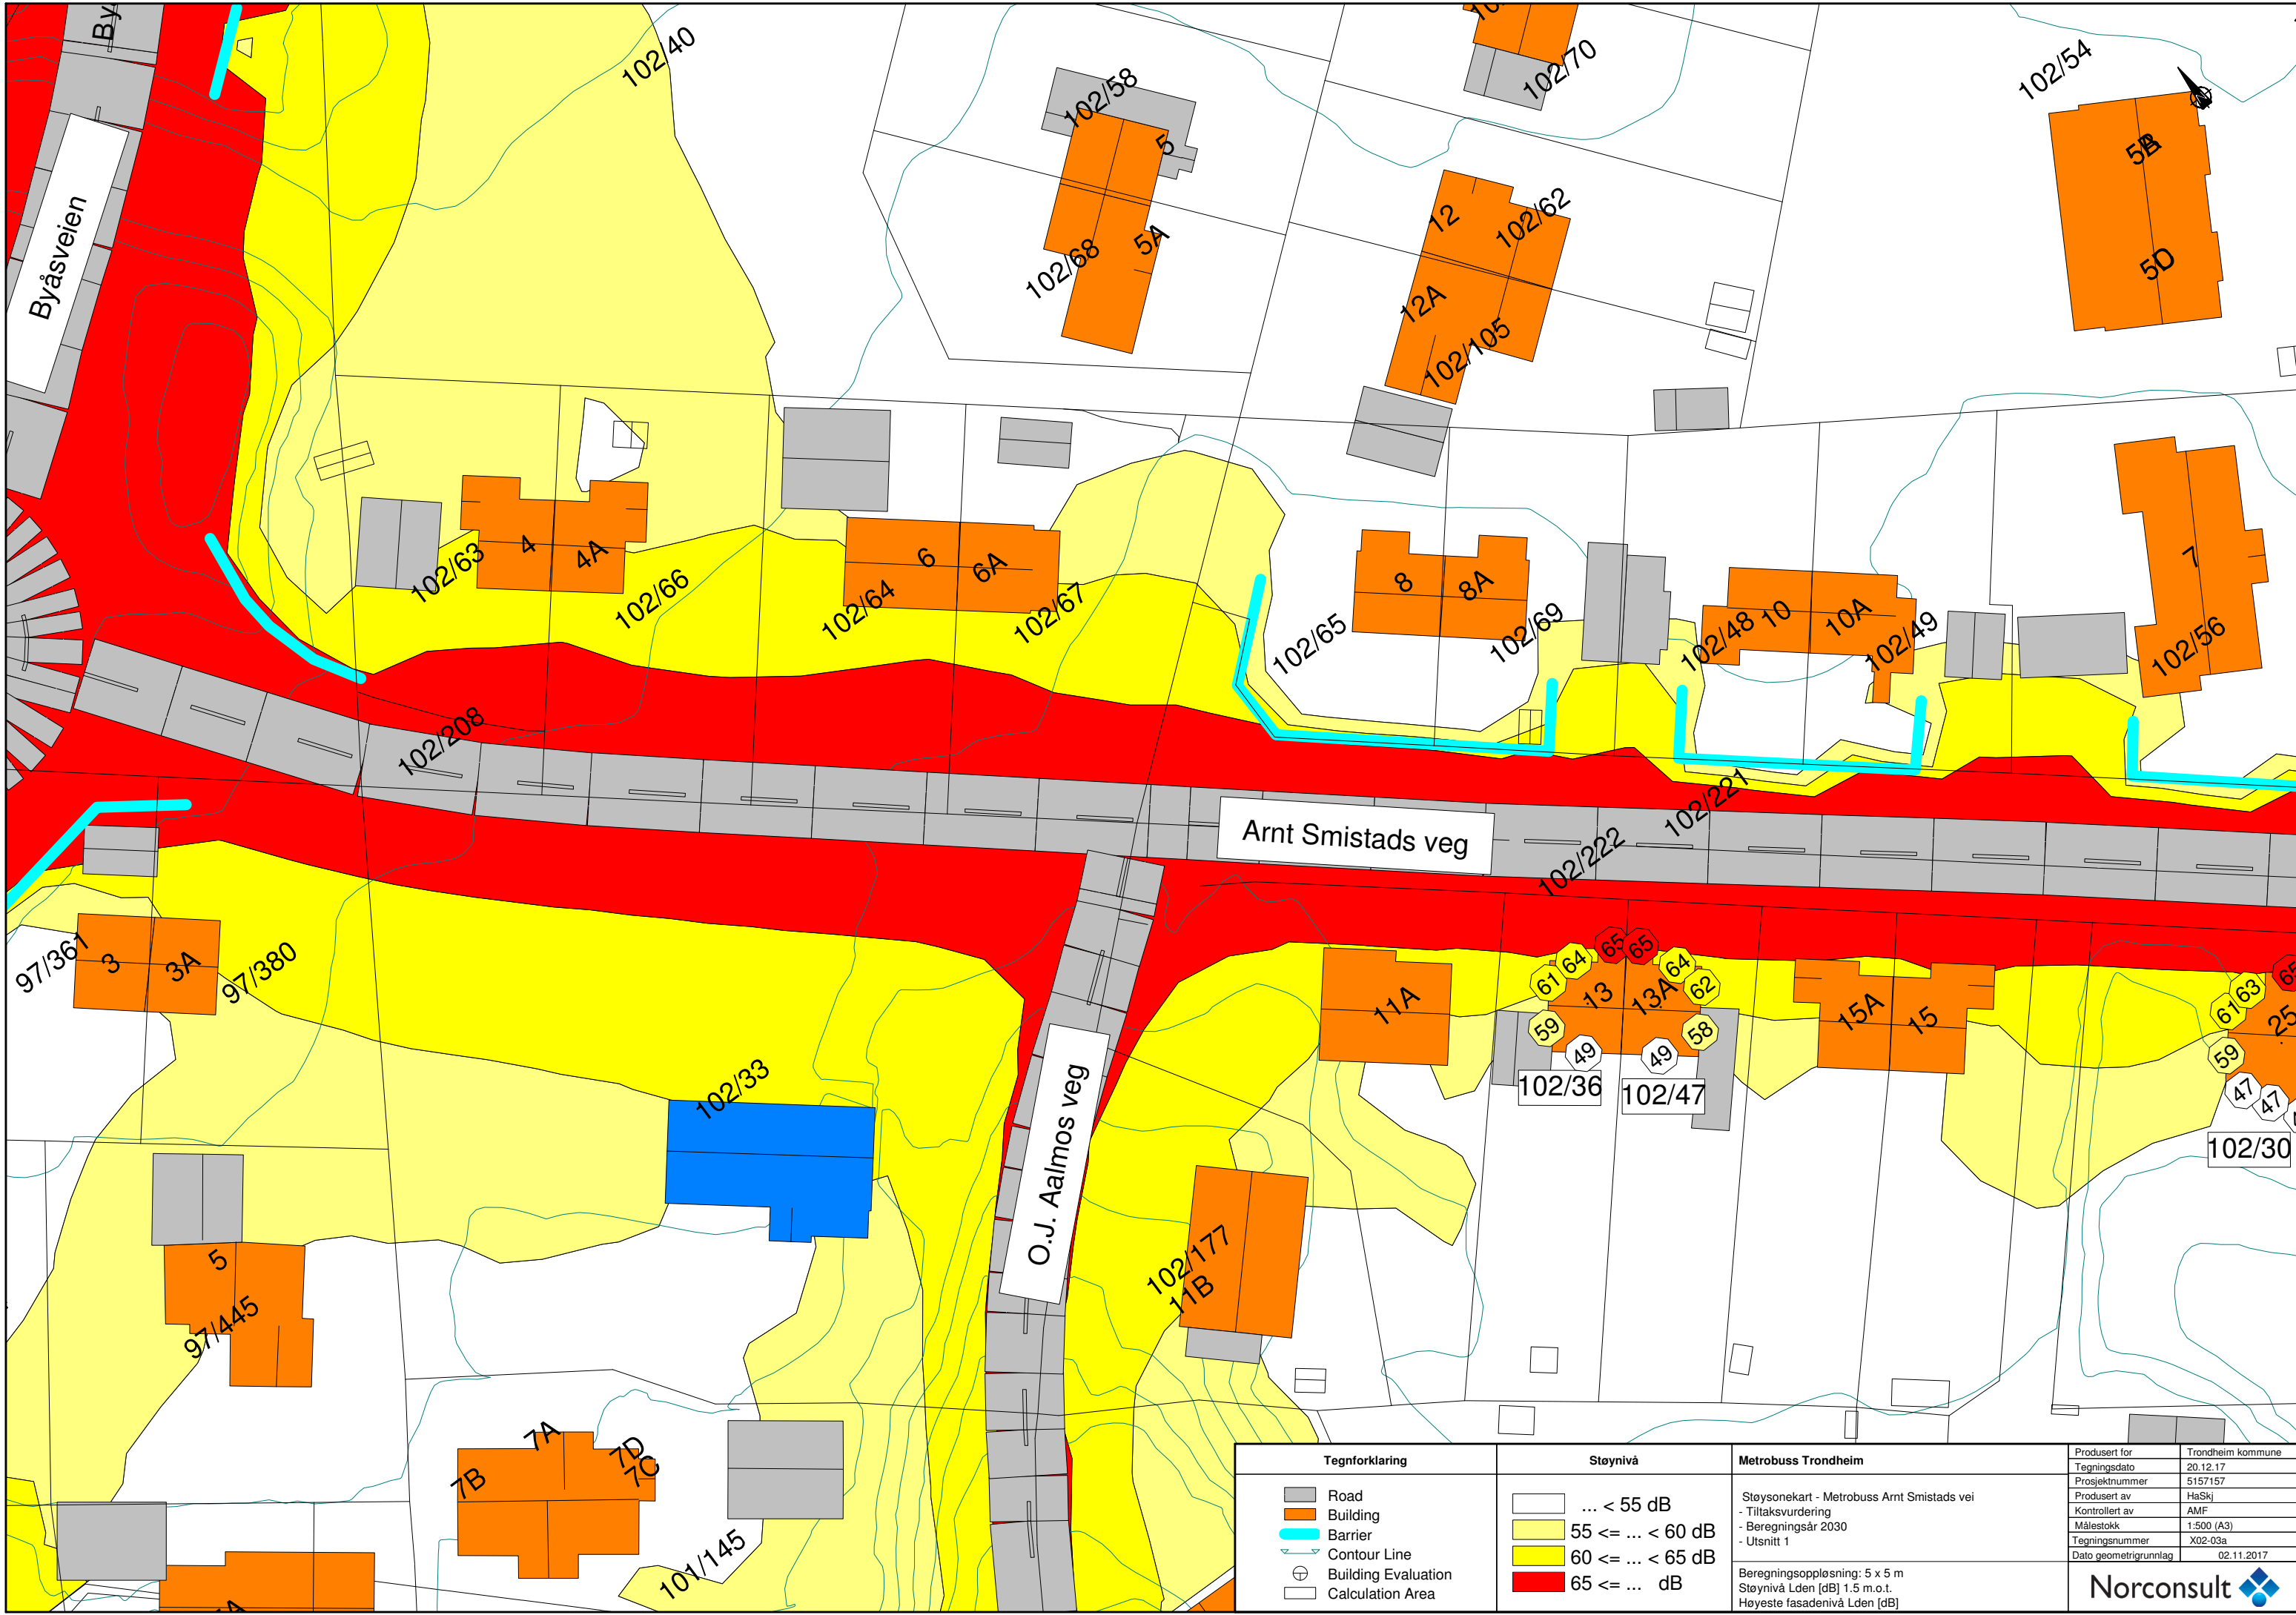 By
102/40
102/58
5
102/70
102/54
5B
5D
Byåsveien
102/68
5A
12
102/62
12A
102/105
102/63
4
4A
102/66
102/64
6
6A
102/67
102/65
8
8A
102/69
102/48
10
10A
102/49
7
102/56
102/208
Arnt Smistads veg
102/221
102/222
97/361
3
3A
97/380
102/33
O.J. Aalmos veg
11A
61
64
65
65
64
62
13
13A
59
49
49
58
102/36
102/47
15A
15
61
63
65
25
59
47
47
102/30
102/177
11B
5
97/445
7A
7B
7D
7C
101/145
Tegnforklaring
Road
Building
Barrier
Contour Line
Building Evaluation
Calculation Area
Støynivå
... < 55 dB
55 <= ... < 60 dB
60 <= ... < 65 dB
65 <= ... dB
Metrobuss Trondheim
Støysonekart - Metrobuss Arnt Smistads vei
- Tiltaksvurdering
- Beregningsår 2030
- Utsnitt 1
Beregningsoppløsning: 5 x 5 m
Støynivå Lden [dB] 1.5 m.o.t.
Høyeste fasadenivå Lden [dB]
Produsert for Trondheim kommune
Tegningsdato 20.12.17
Prosjektnummer 5157157
Produsert av HaSkj
Kontrollert av AMF
Målestokk 1:500 (A3)
Tegningsnummer X02-03a
Dato geometrigrunnlag 02.11.2017
Norconsult